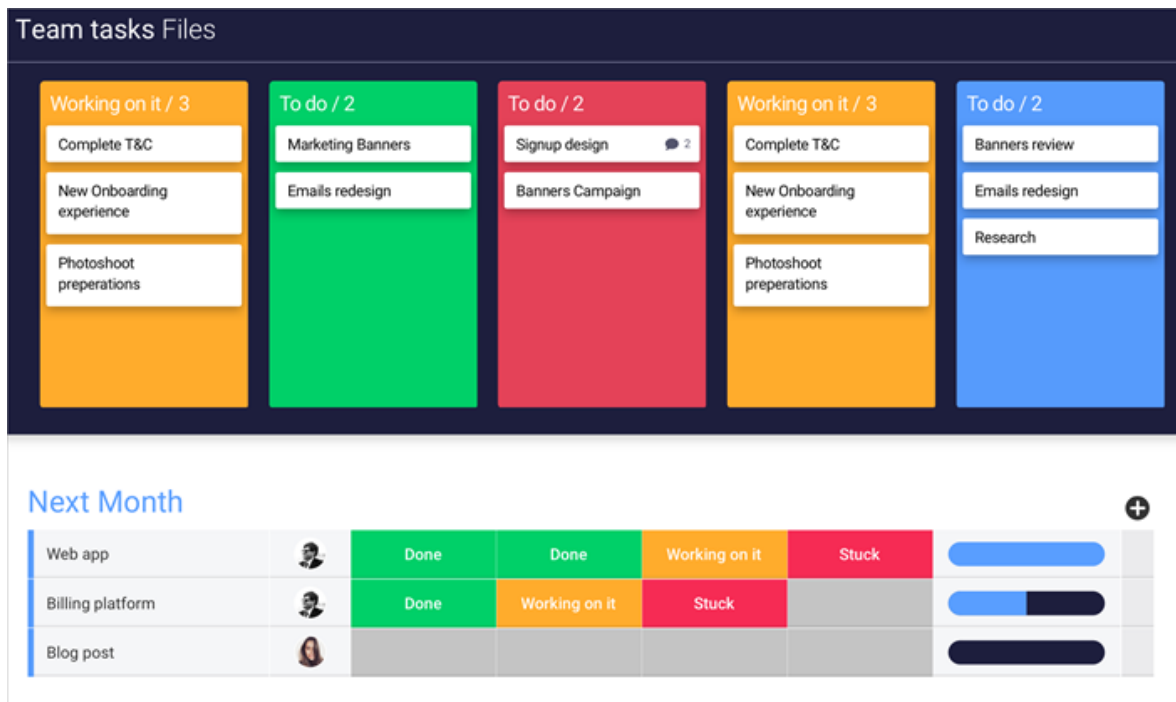 Team tasks Files
Working on it / 3
Complete T&C
New Onboarding
experience
Photoshoot
preperations
To do / 2
Marketing Banners
Emails redesign
To do / 2
Signup design 2
Banners Campaign
Working on it / 3
Complete T&C
New Onboarding
experience
Photoshoot
preperations
To do / 2
Banners review
Emails redesign
Research
Next Month
Web app Done Done Working on it Stuck
Billing platform Done Working on it Stuck
Blog post